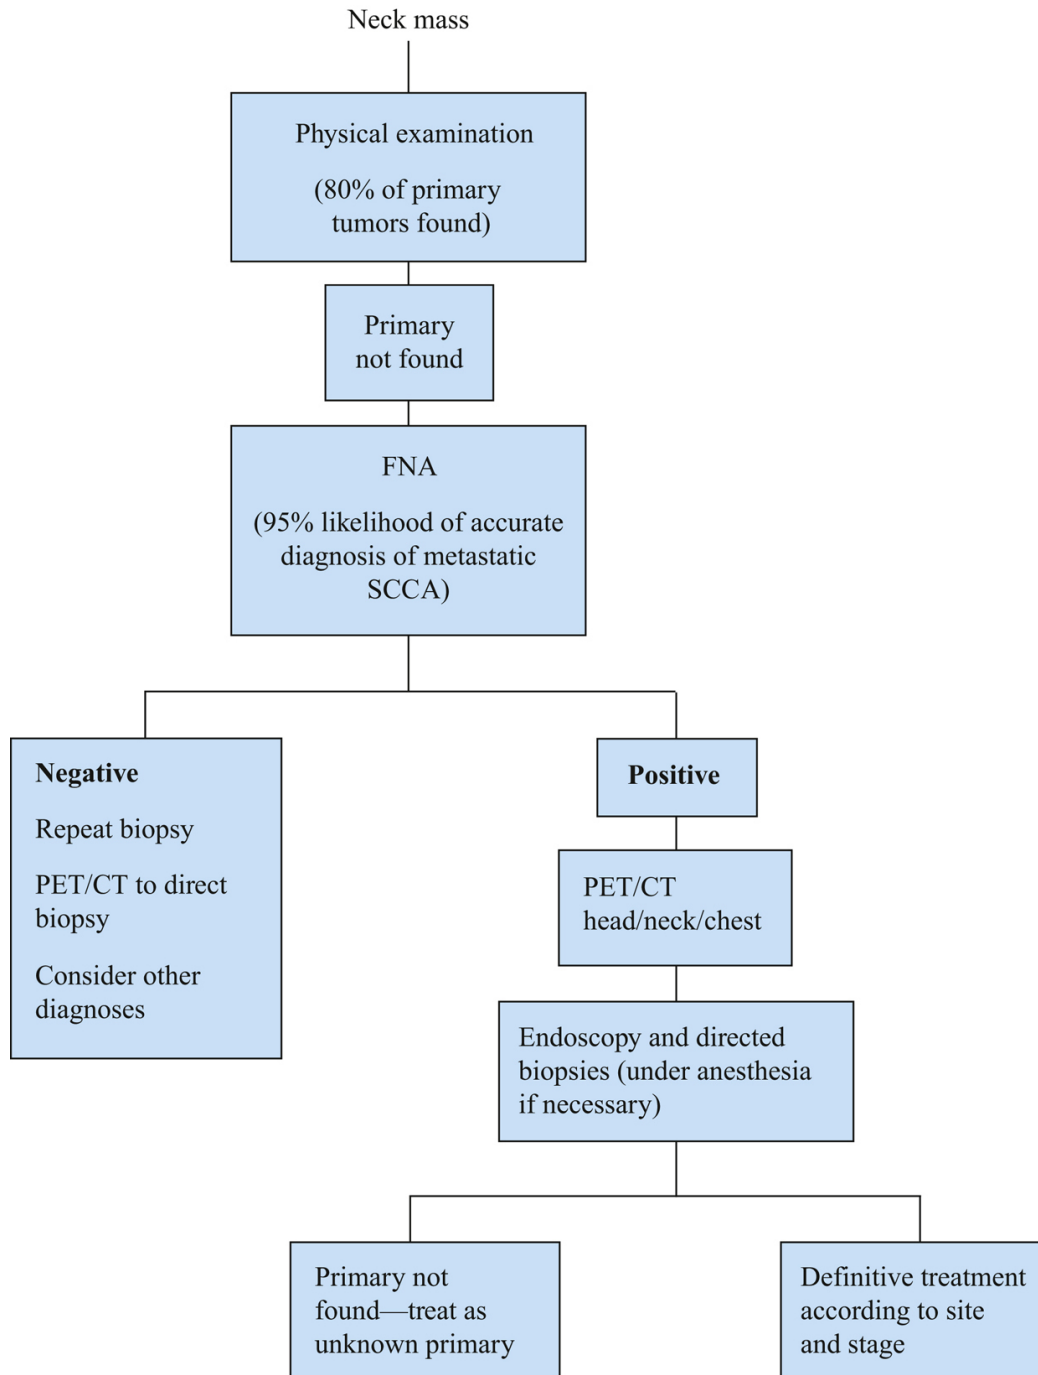 Neck mass
Physical examination
(80% of primary
tumors found)
Primary
not found
FNA
(95% likelihood of accurate
diagnosis of metastatic
SCCA)
Negative
Repeat biopsy
PET/CT to direct
biopsy
Consider other
diagnoses
Positive
PET/CT
head/neck/chest
Endoscopy and directed
biopsies (under anesthesia
if necessary)
Primary not
found—treat as
unknown primary
Definitive treatment
according to site
and stage